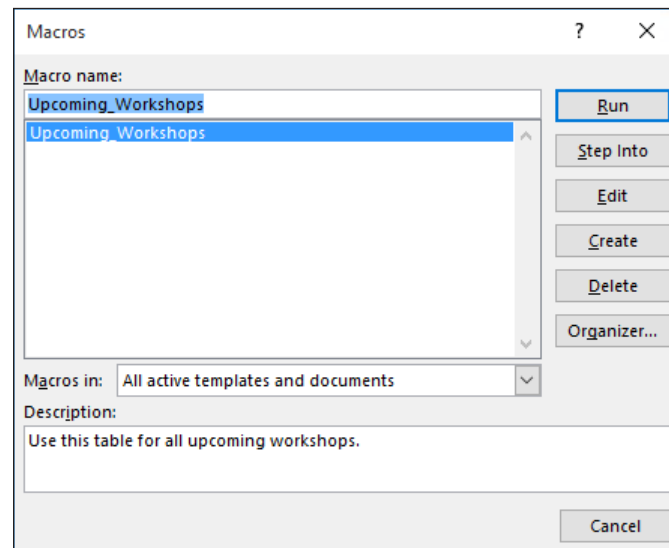 Macros ?
Macro name:
Upcoming_Workshops
Upcoming_Workshops
Run
Step Into
Edit
Create
Delete
Organizer...
Macros in: All active templates and documents
Description:
Use this table for all upcoming workshops.
Cancel